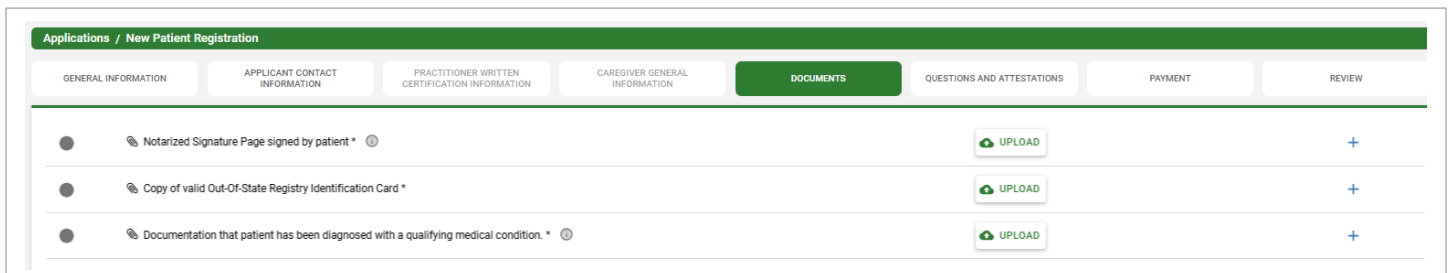 Applications / New Patient Registration
GENERAL INFORMATION
APPLICANT CONTACT
INFORMATION
PRACTITIONER WRITTEN
CERTIFICATION INFORMATION
CAREGIVER GENERAL
INFORMATION
DOCUMENTS
QUESTIONS AND ATTESTATIONS
PAYMENT
REVIEW
Notarized Signature Page signed by patient *
UPLOAD
Copy of valid Out-Of-State Registry Identification Card *
UPLOAD
Documentation that patient has been diagnosed with a qualifying medical condition. *
UPLOAD